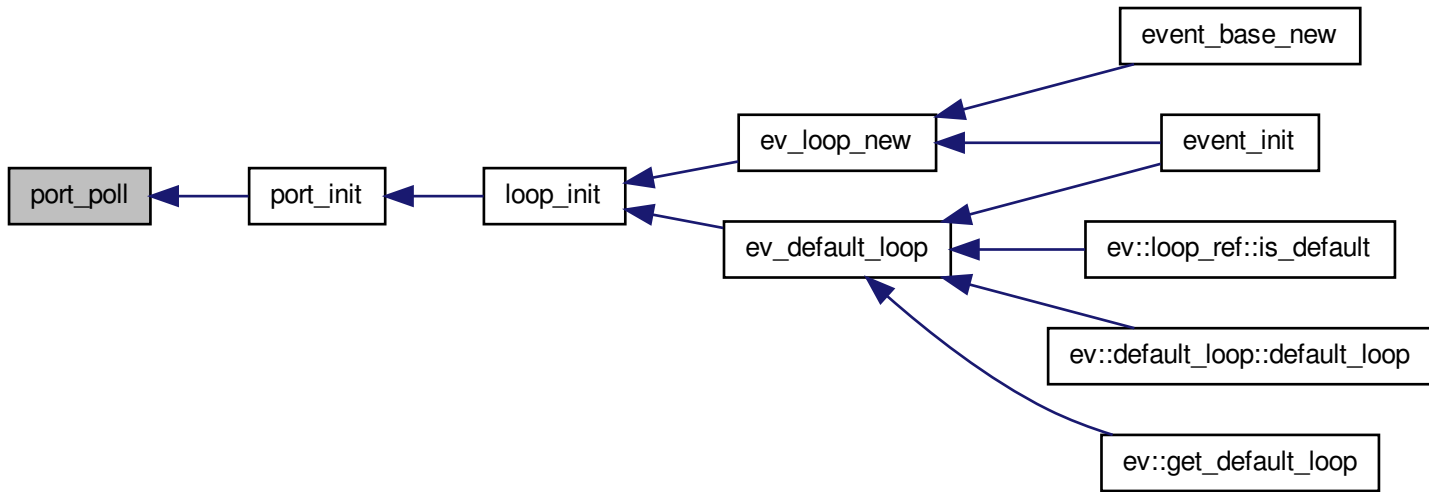 event_base_new
ev_loop_new
event_init
port_poll
port_init
loop_init
ev_default_loop
ev::loop_ref::is_default
ev::default_loop::default_loop
ev::get_default_loop